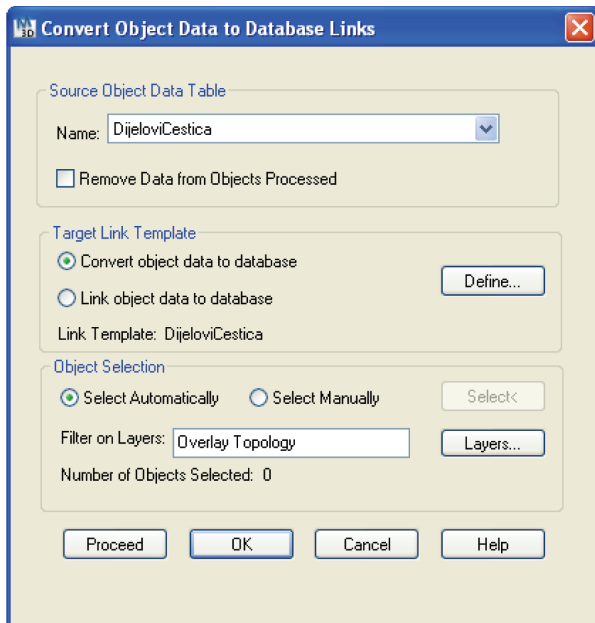 Convert Object Data to Database Links
Source Object Data Table
Name: DijeloviCestica
Remove Data from Objects Processed
Target Link Template
Convert object data to database
Define...
Link object data to database
Link Template: DijeloviCestica
Object Selection
Select Automatically Select Manually Select<
Filter on Layers: Overlay Topology Layers...
Number of Objects Selected: 0
Proceed OK Cancel Help